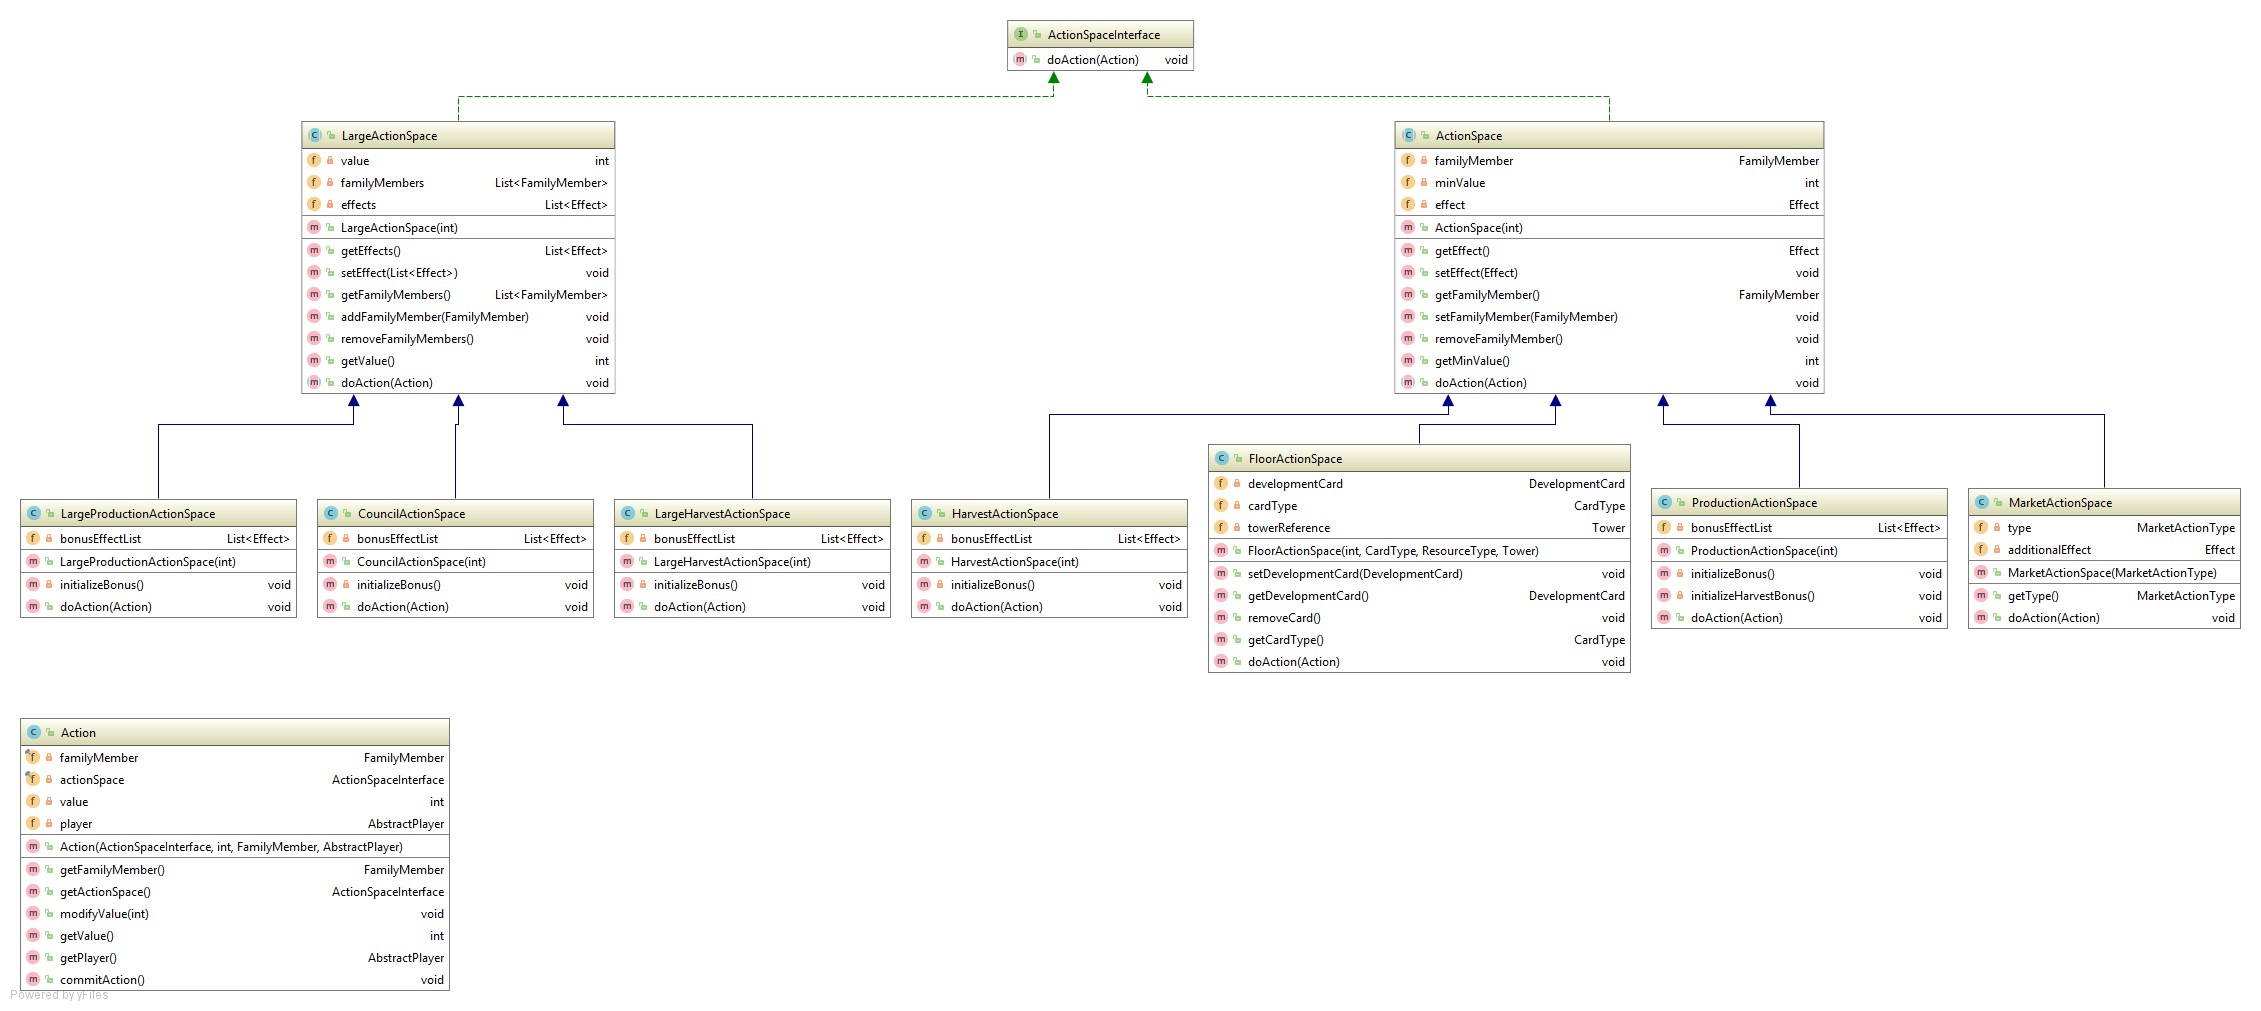 ActionSpaceInterface
doAction(Action) void
LargeActionSpace
value int
familyMembers List<FamilyMember>
effects List<Effect>
LargeActionSpace(int)
getEffects() List<Effect>
setEffect(List<Effect>) void
getFamilyMembers() List<FamilyMember>
addFamilyMember(FamilyMember) void
removeFamilyMembers() void
getValue() int
doAction(Action) void
ActionSpace
familyMember FamilyMember
minValue int
effect Effect
ActionSpace(int)
getEffect() Effect
setEffect(Effect) void
getFamilyMember() FamilyMember
setFamilyMember(FamilyMember) void
removeFamilyMember() void
getMinValue() int
doAction(Action) void
LargeProductionActionSpace
bonusEffectList List<Effect>
LargeProductionActionSpace(int)
initializeBonus() void
doAction(Action) void
CouncilActionSpace
bonusEffectList List<Effect>
CouncilActionSpace(int)
initializeBonus() void
doAction(Action) void
LargeHarvestActionSpace
bonusEffectList List<Effect>
LargeHarvestActionSpace(int)
initializeBonus() void
doAction(Action) void
HarvestActionSpace
bonusEffectList List<Effect>
HarvestActionSpace(int)
initializeBonus() void
doAction(Action) void
FloorActionSpace
developmentCard DevelopmentCard
cardType CardType
towerReference Tower
FloorActionSpace(int, CardType, ResourceType, Tower)
setDevelopmentCard(DevelopmentCard) void
getDevelopmentCard() DevelopmentCard
removeCard() void
getCardType() CardType
doAction(Action) void
ProductionActionSpace
bonusEffectList List<Effect>
ProductionActionSpace(int)
initializeBonus() void
initializeHarvestBonus() void
doAction(Action) void
MarketActionSpace
type MarketActionType
additionalEffect Effect
MarketActionSpace(MarketActionType)
getType() MarketActionType
doAction(Action) void
Action
familyMember FamilyMember
actionSpace ActionSpaceInterface
value int
player AbstractPlayer
Action(ActionSpaceInterface, int, FamilyMember, AbstractPlayer)
getFamilyMember() FamilyMember
getActionSpace() ActionSpaceInterface
modifyValue(int) void
getValue() int
getPlayer() AbstractPlayer
commitAction() void
Powered by yFiles